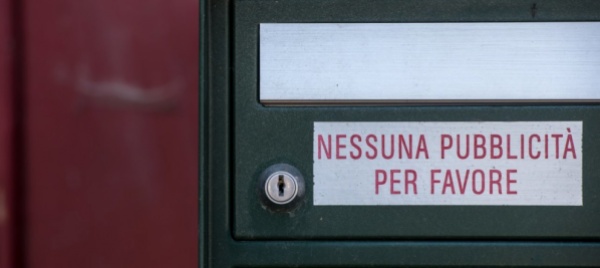 NESSUNA PUBBLICITÀ
PER FAVORE